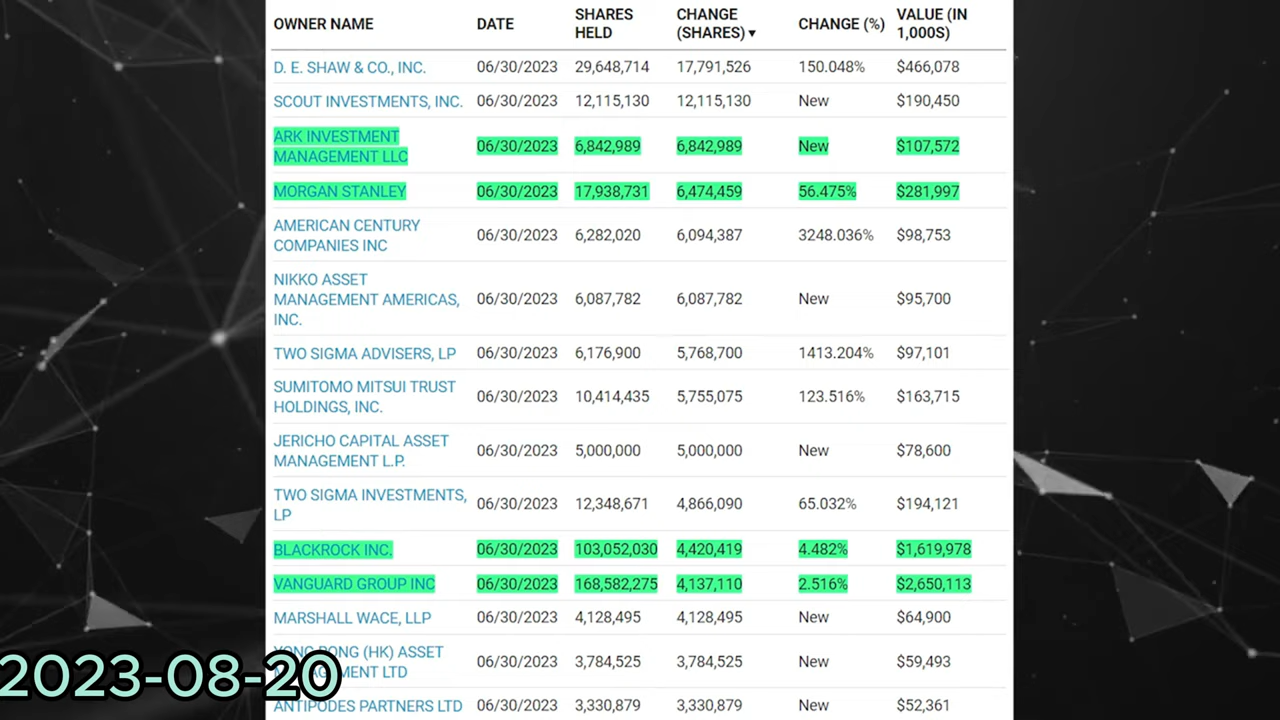 OWNER NAME DATE SHARES HELD CHANGE (SHARES) ▼ CHANGE (%) VALUE (IN 1,000S)
D. E. SHAW & CO., INC. 06/30/2023 29,648,714 17,791,526 150.048% $466,078
SCOUT INVESTMENTS, INC. 06/30/2023 12,115,130 12,115,130 New $190,450
ARK INVESTMENT MANAGEMENT LLC 06/30/2023 6,842,989 6,842,989 New $107,572
MORGAN STANLEY 06/30/2023 17,938,731 6,474,459 56.475% $281,997
AMERICAN CENTURY COMPANIES INC 06/30/2023 6,282,020 6,094,387 3248.036% $98,753
NIKKO ASSET MANAGEMENT AMERICAS, INC. 06/30/2023 6,087,782 6,087,782 New $95,700
TWO SIGMA ADVISERS, LP 06/30/2023 6,176,900 5,768,700 1413.204% $97,101
SUMITOMO MITSUI TRUST HOLDINGS, INC. 06/30/2023 10,414,435 5,755,075 123.516% $163,715
JERICHO CAPITAL ASSET MANAGEMENT L.P. 06/30/2023 5,000,000 5,000,000 New $78,600
TWO SIGMA INVESTMENTS, LP 06/30/2023 12,348,671 4,866,090 65.032% $194,121
BLACKROCK INC. 06/30/2023 103,052,030 4,420,419 4.482% $1,619,978
VANGUARD GROUP INC 06/30/2023 168,582,275 4,137,110 2.516% $2,650,113
MARSHALL WACE, LLP 06/30/2023 4,128,495 4,128,495 New $64,900
(HK) ASSET LTD 06/30/2023 3,784,525 3,784,525 New $59,493
ANTIPODES PARTNERS LTD 06/30/2023 3,330,879 3,330,879 New $52,361
2023-08-20